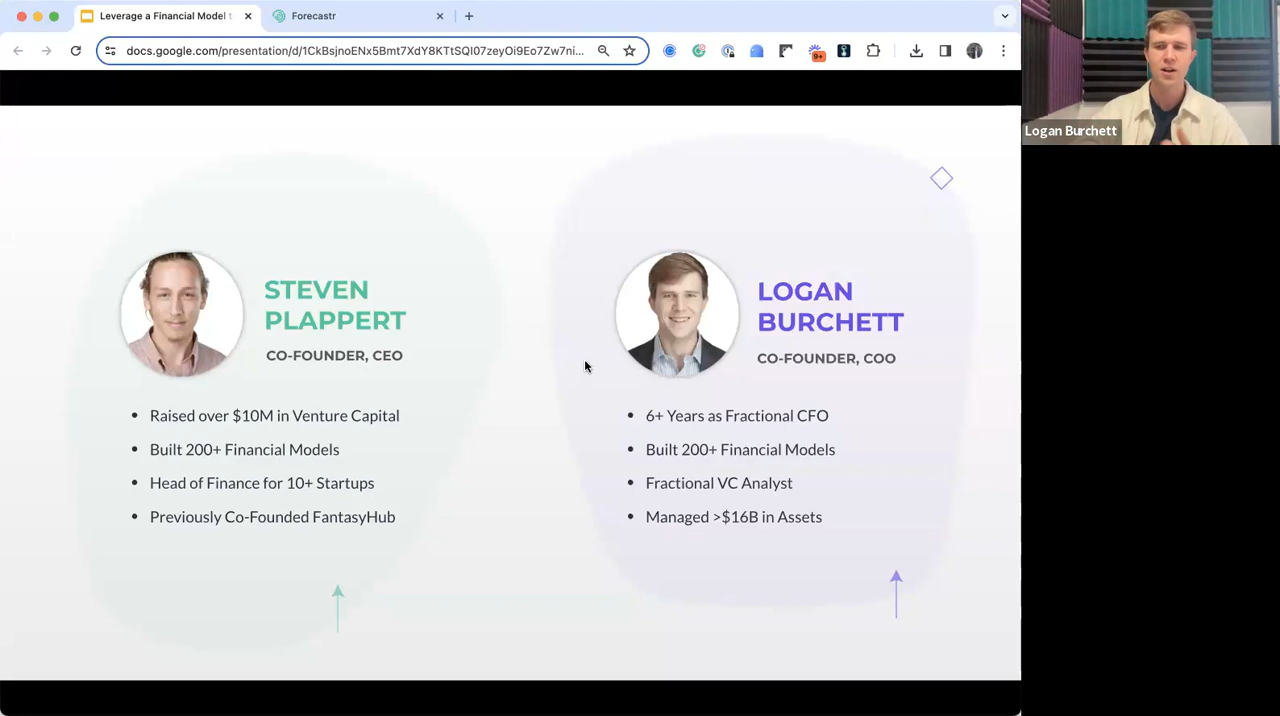 Leverage a Financial Model t
Forecastr
docs.google.com/presentation/d/1CkBsjnoENx5Bmt7XdY8KTtSQI07zeyOi9Eo7Zw7ni...
9+
Logan Burchett
STEVEN
PLAPPERT
CO-FOUNDER, CEO
• Raised over $10M in Venture Capital
• Built 200+ Financial Models
• Head of Finance for 10+ Startups
• Previously Co-Founded FantasyHub
LOGAN
BURCHETT
CO-FOUNDER, COO
• 6+ Years as Fractional CFO
• Built 200+ Financial Models
• Fractional VC Analyst
• Managed >$16B in Assets